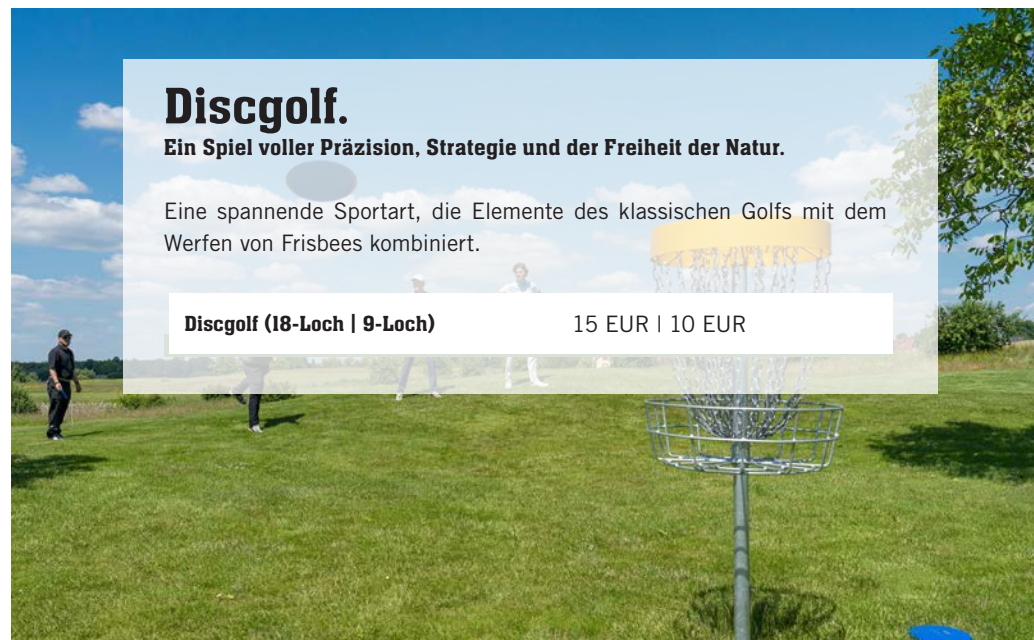 Discgolf.
Ein Spiel voller Präzision, Strategie und der Freiheit der Natur.
Eine spannende Sportart, die Elemente des klassischen Golfs mit dem
Werfen von Frisbees kombiniert.
Discgolf (18-Loch | 9-Loch) 15 EUR | 10 EUR